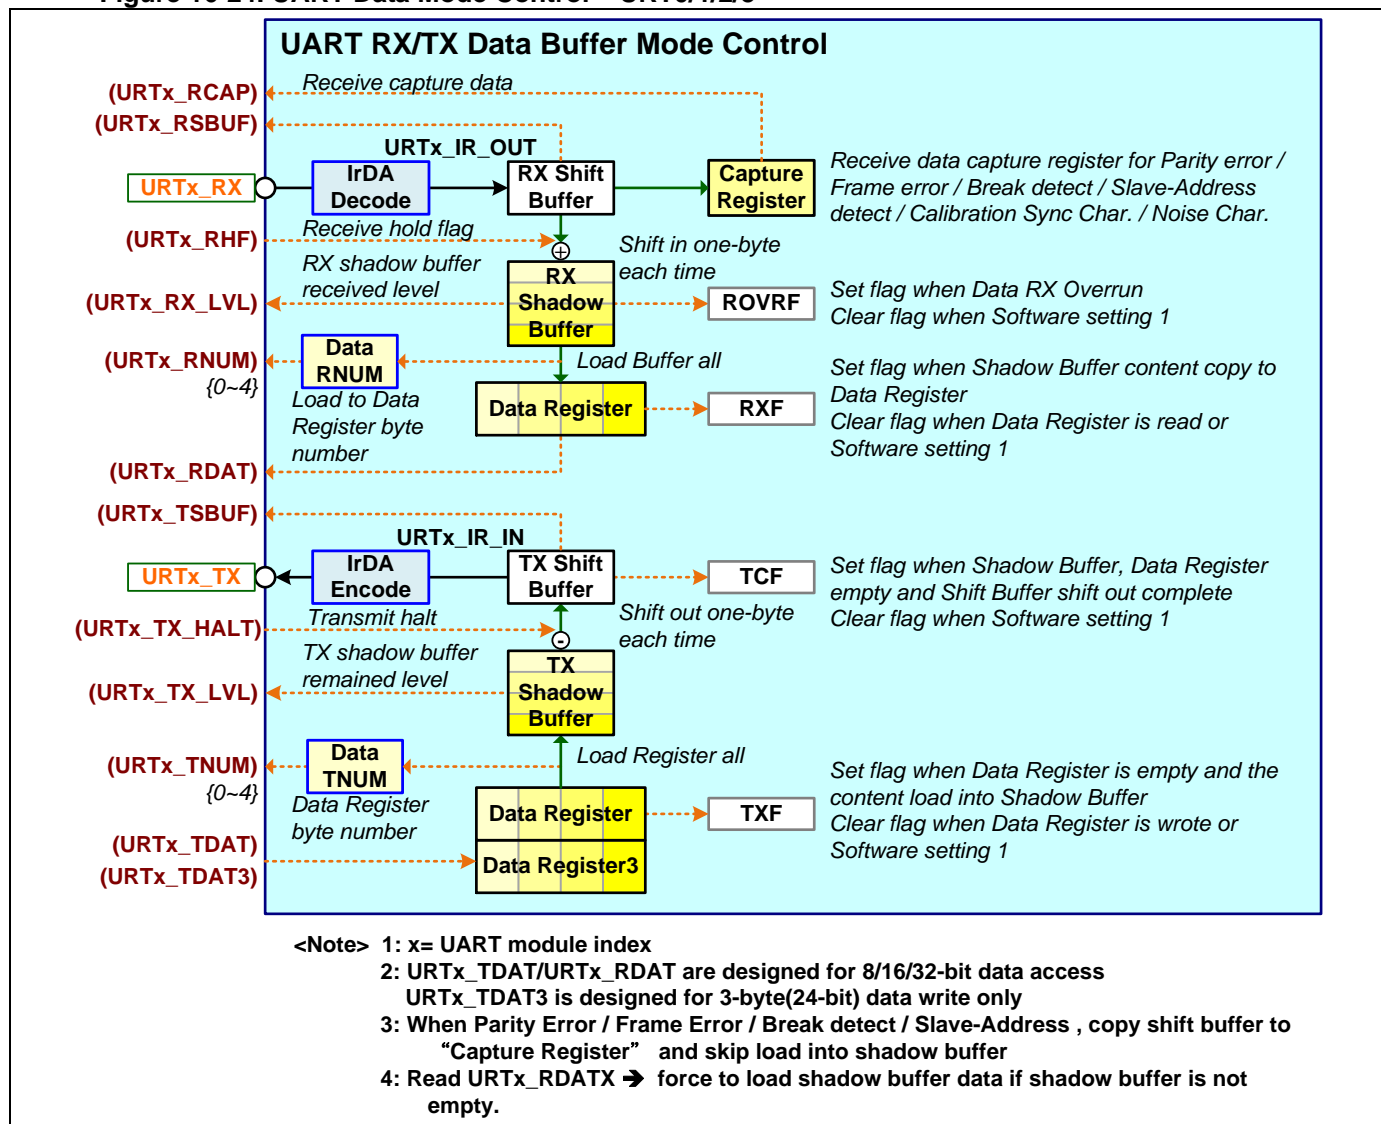 UART RX/TX Data Buffer Mode Control
(URTx_RCAP)
Receive capture data
(URTx_RSBUF)
URTx_IR_OUT
URTx_RX
IrDA
Decode
RX Shift
Buffer
Capture
Register
Receive data capture register for Parity error /
Frame error / Break detect / Slave-Address
detect / Calibration Sync Char. / Noise Char.
(URTx_RHF)
Receive hold flag
+
Shift in one-byte
each time
RX shadow buffer
received level
(URTx_RX_LVL)
RX
Shadow
Buffer
ROVRF
Set flag when Data RX Overrun
Clear flag when Software setting 1
(URTx_RNUM)
{0~4}
Data
RNUM
Load Buffer all
Load to Data
Register byte
number
Data Register
RXF
Set flag when Shadow Buffer content copy to
Data Register
Clear flag when Data Register is read or
Software setting 1
(URTx_RDAT)
(URTx_TSBUF)
URTx_IR_IN
URTx_TX
IrDA
Encode
TX Shift
Buffer
TCF
Set flag when Shadow Buffer, Data Register
empty and Shift Buffer shift out complete
Clear flag when Software setting 1
(URTx_TX_HALT)
Transmit halt
-
Shift out one-byte
each time
TX shadow buffer
remained level
(URTx_TX_LVL)
TX
Shadow
Buffer
(URTx_TNUM)
{0~4}
Data
TNUM
Load Register all
Data Register
byte number
Data Register
TXF
Set flag when Data Register is empty and the
content load into Shadow Buffer
Clear flag when Data Register is wrote or
Software setting 1
(URTx_TDAT)
(URTx_TDAT3)
Data Register3
<Note> 1: x= UART module index
2: URTx_TDAT/URTx_RDAT are designed for 8/16/32-bit data access
URTx_TDAT3 is designed for 3-byte(24-bit) data write only
3: When Parity Error / Frame Error / Break detect / Slave-Address , copy shift buffer to
“Capture Register” and skip load into shadow buffer
4: Read URTx_RDATX ➔ force to load shadow buffer data if shadow buffer is not
empty.